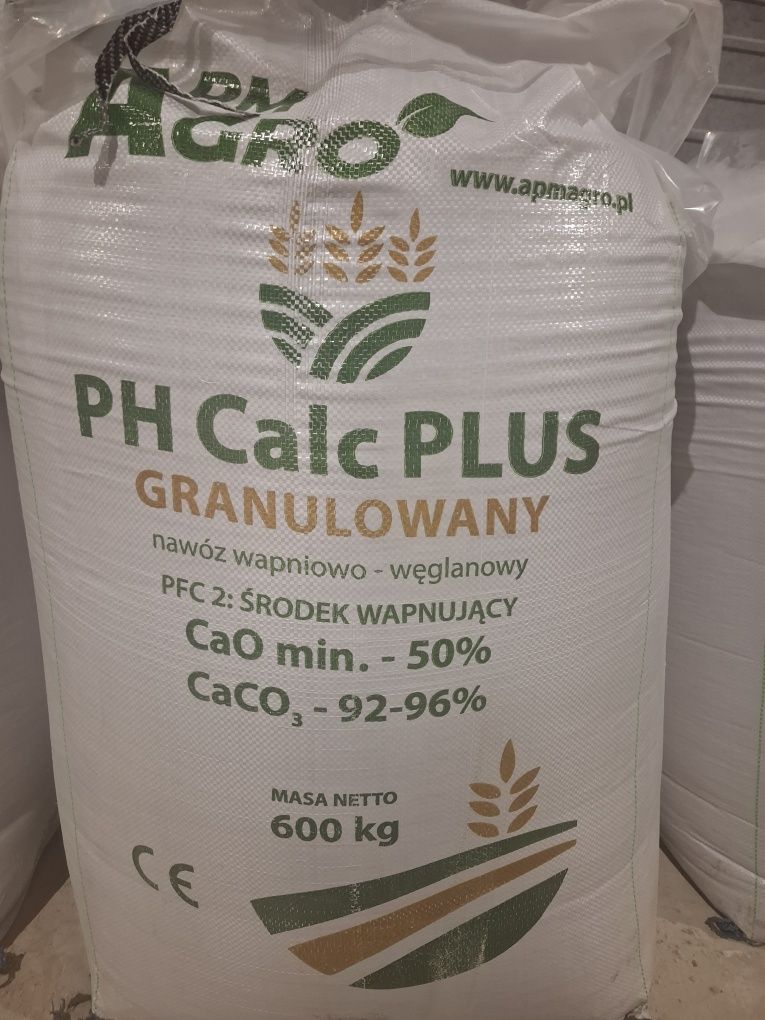 APM
AGRO
www.apmagro.pl
PH Calc PLUS
GRANULOWANY
nawóz wapniowo - węglanowy
PFC 2: ŚRODEK WAPNUJĄCY
CaO min. - 50%
CaCO₃ - 92-96%
MASA NETTO
600 kg
CE